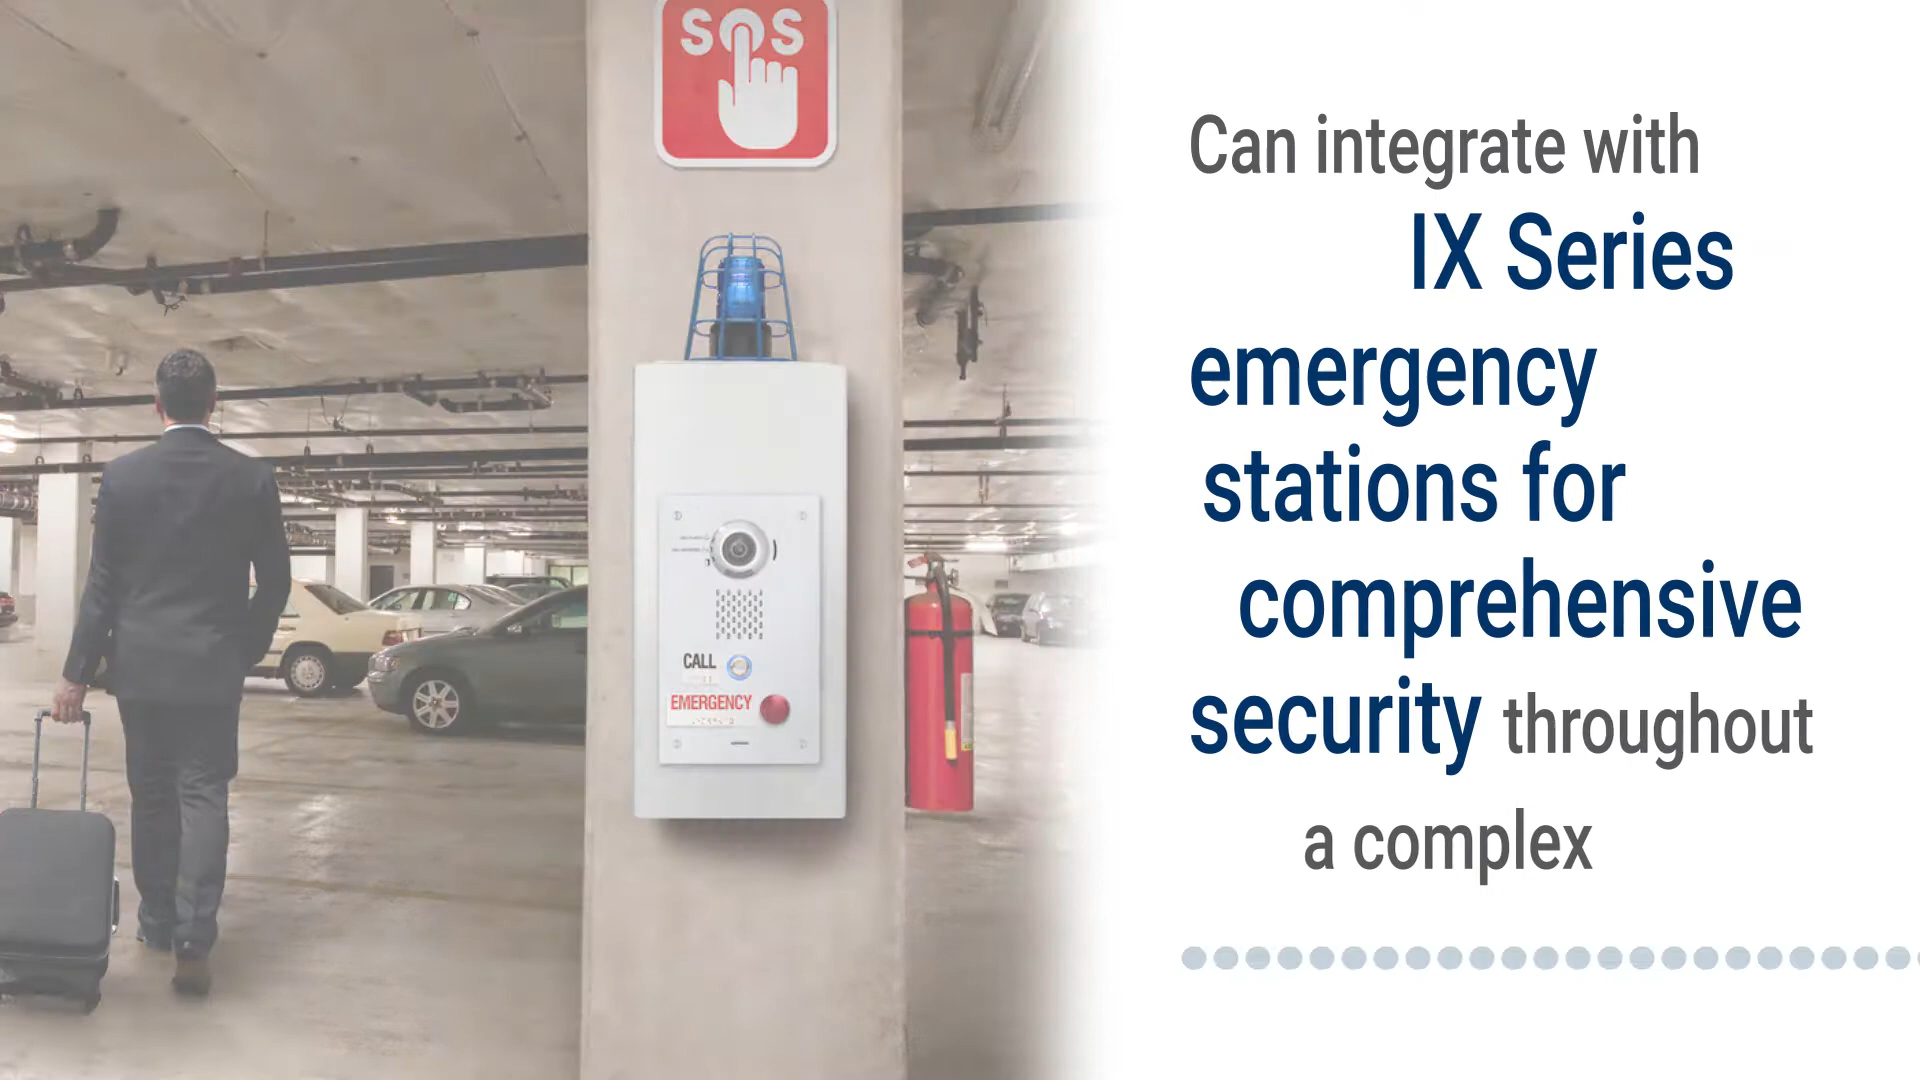 SOS
CALL
EMERGENCY
Can integrate with
IX Series
emergency
stations for
comprehensive
security throughout
a complex